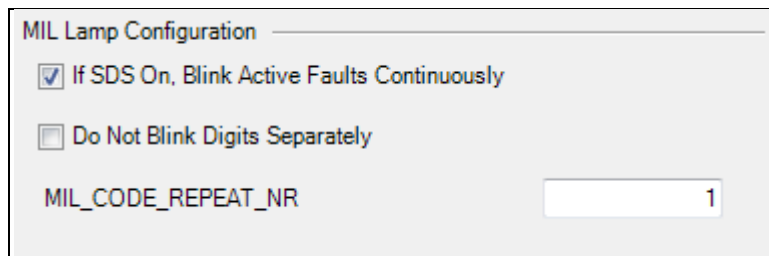 MIL Lamp Configuration
If SDS On, Blink Active Faults Continuously
Do Not Blink Digits Separately
MIL_CODE_REPEAT_NR 1